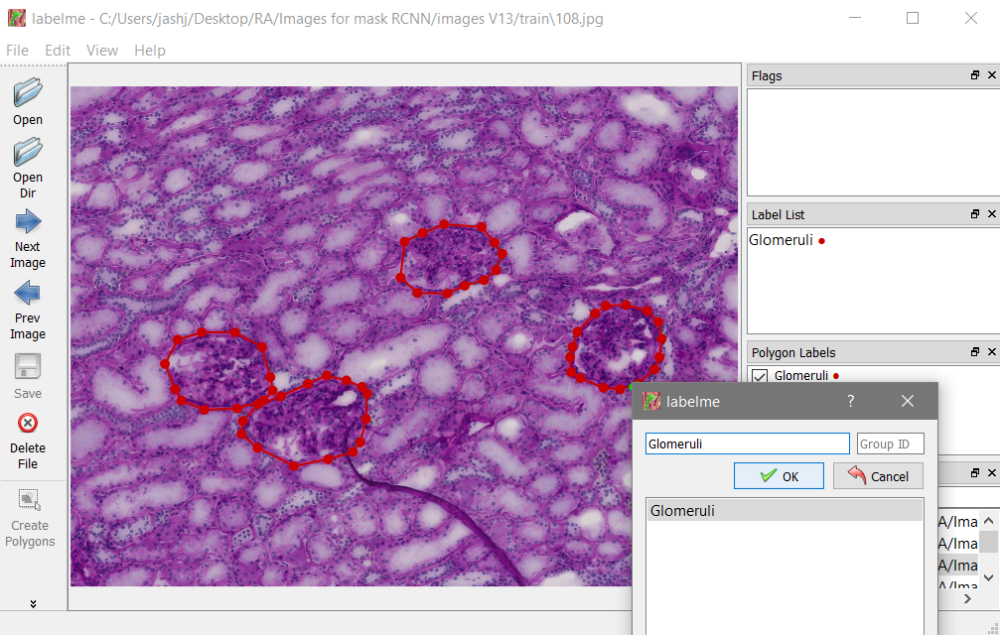 labelme - C:/Users/jashj/Desktop/RA/Images for mask RCNN/images V13/train\108.jpg
File Edit View Help
Open
Open
Dir
Next
Image
Prev
Image
Save
Delete
File
Create
Polygons
Flags
Label List
Glomeruli
Polygon Labels
Glomeruli
labelme
?
Glomeruli
Group ID
OK
Cancel
Glomeruli
A/Ima
A/Ima
A/Ima
A/Ima